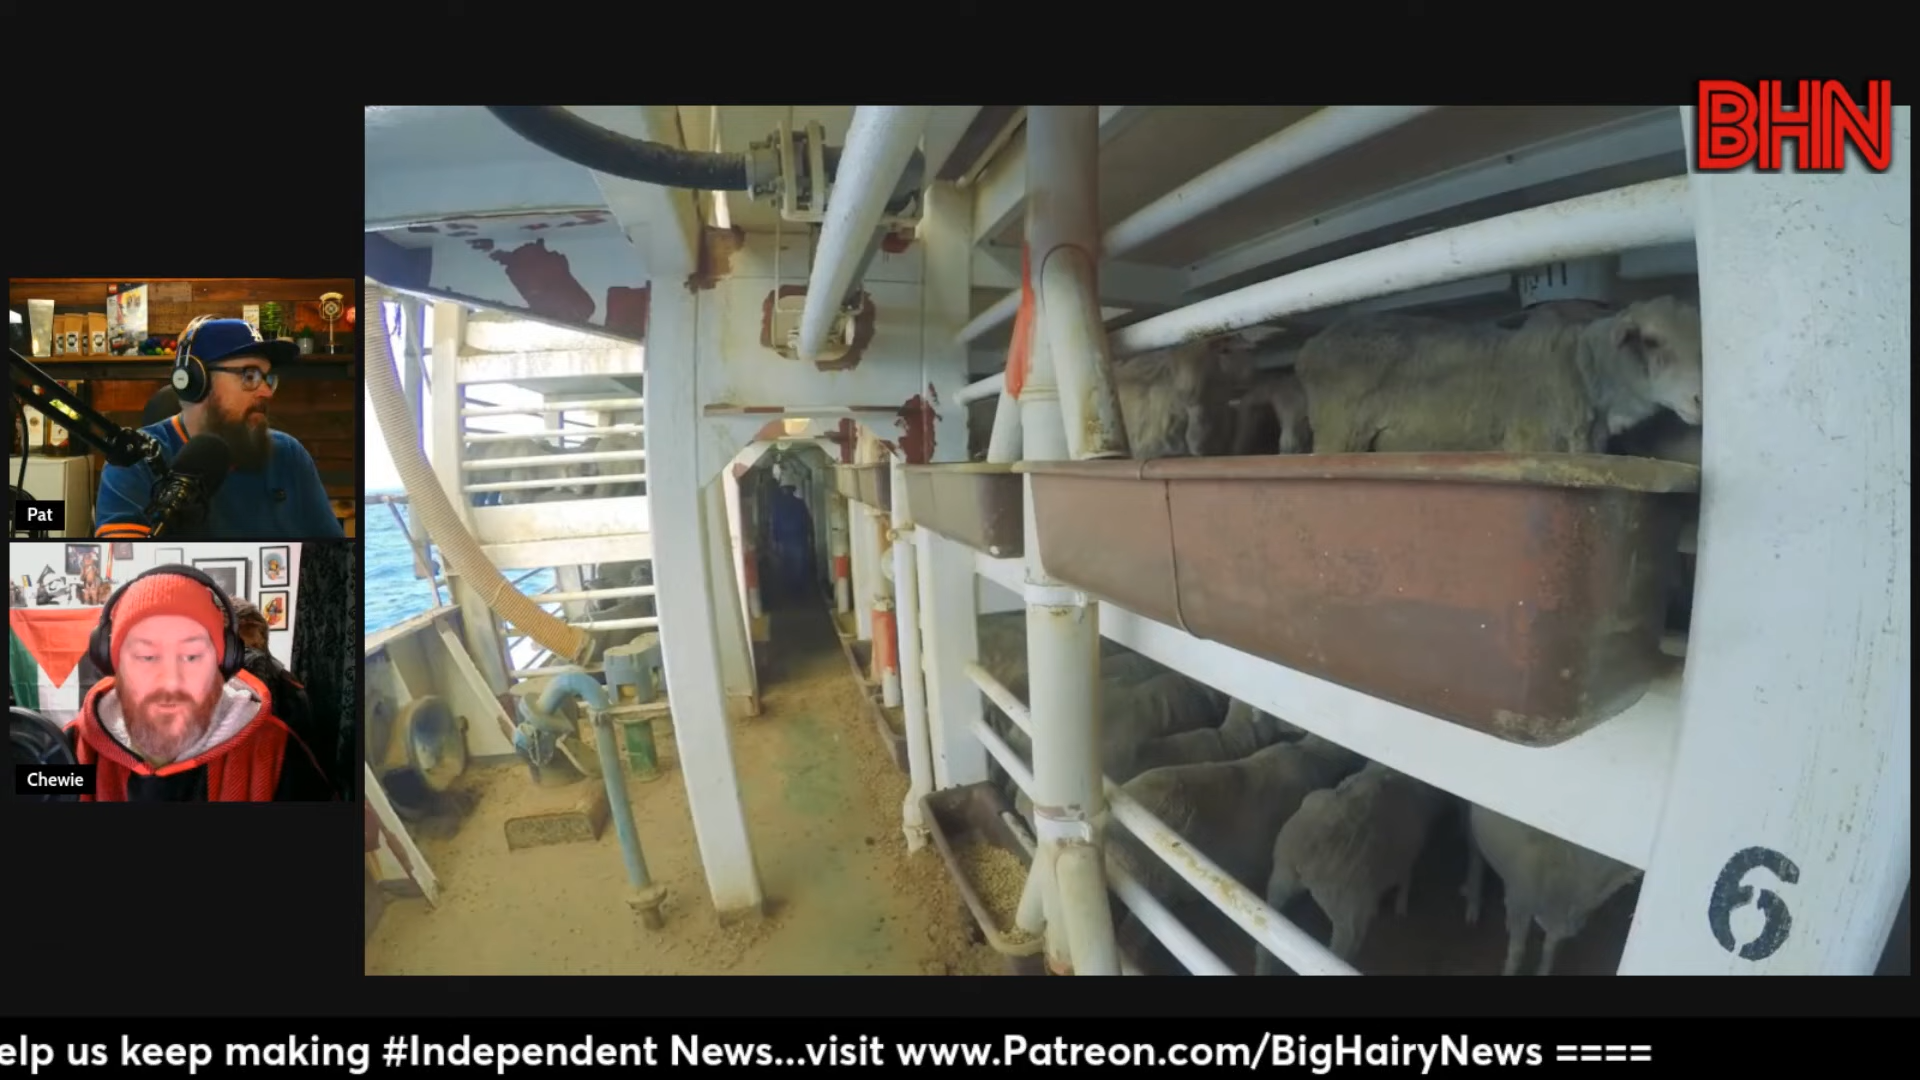 BHN
Pat
Chewie
6
elp us keep making #Independent News...visit www.Patreon.com/BigHairyNews ====